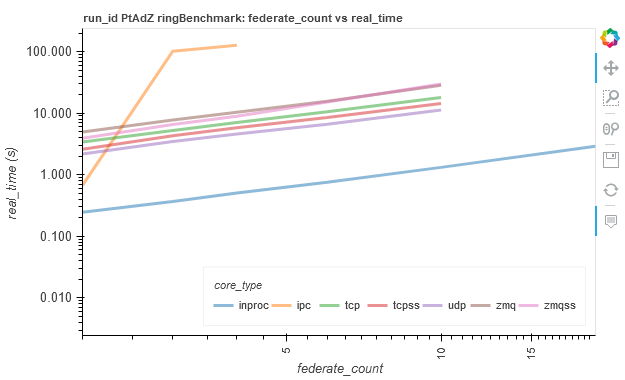 run_id PtAdZ ringBenchmark: federate_count vs real_time
100.000
10.000
1.000
0.100
0.010
real_time (s)
core_type
inproc ipc tcp tcpss udp zmq zmqss
5 10 15
federate_count